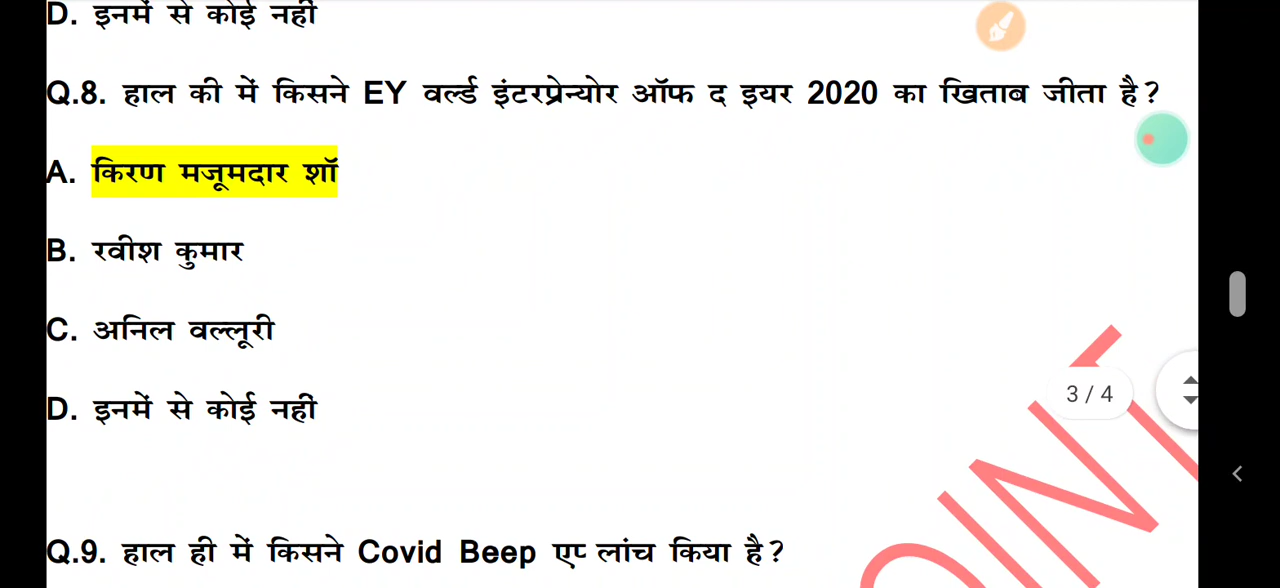 D. इनमें से कोई नहीं
Q.8. हाल की में किसने EY वर्ल्ड इंटरप्रेन्योर ऑफ द इयर 2020 का खिताब जीता है?
A. किरण मजूमदार शॉ
B. रवीश कुमार
C. अनिल वल्लूरी
D. इनमें से कोई नहीं
3 / 4
Q.9. हाल ही में किसने Covid Beep एप लांच किया है?
OINT